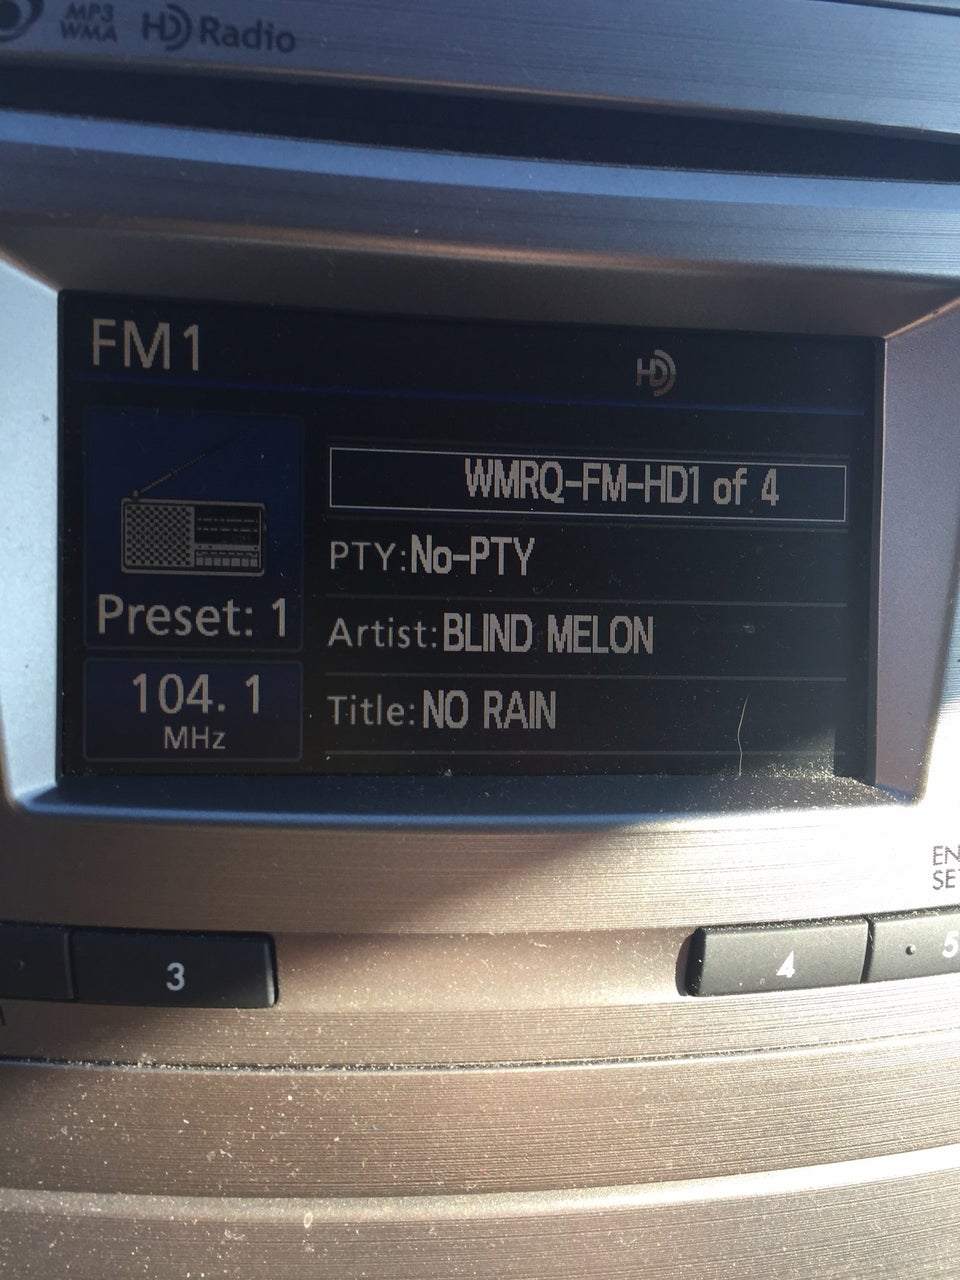 MP3
WMA
HD Radio
FM1
HD
WMRQ-FM-HD1 of 4
PTY:No-PTY
Preset: 1
Artist:BLIND MELON
104.1
MHz
Title:NO RAIN
3
4
5